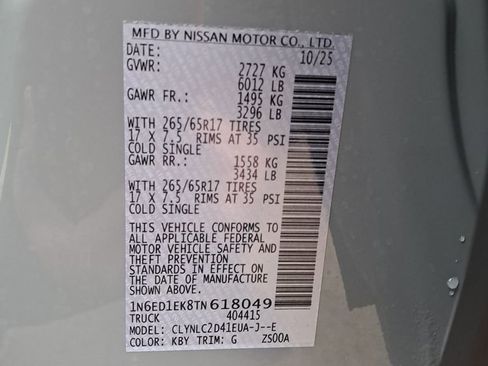 MFD BY NISSAN MOTOR CO., LTD.
DATE: 10/25
GVWR: 2727 KG
6012 LB
GAWR FR.: 1495 KG
3296 LB
WITH 265/65R17 TIRES
17 X 7.5 RIMS AT 35 PSI
COLD SINGLE
GAWR RR.: 1558 KG
3434 LB
WITH 265/65R17 TIRES
17 X 7.5 RIMS AT 35 PSI
COLD SINGLE
THIS VEHICLE CONFORMS TO
ALL APPLICABLE FEDERAL
MOTOR VEHICLE SAFETY AND
THEFT PREVENTION
STANDARDS IN EFFECT ON
THE DATE OF MANUFACTURE
SHOWN ABOVE.
1N6ED1EK8TN618049
TRUCK 404415
MODEL: CLYNLC2D41EUA-J--E
COLOR: KBY TRIM: G ZS00A